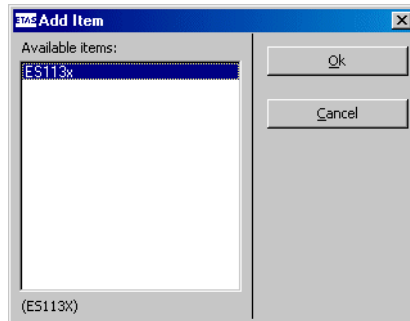 ETAS Add Item
Available items:
ES113x
Ok
Cancel
(ES113X)